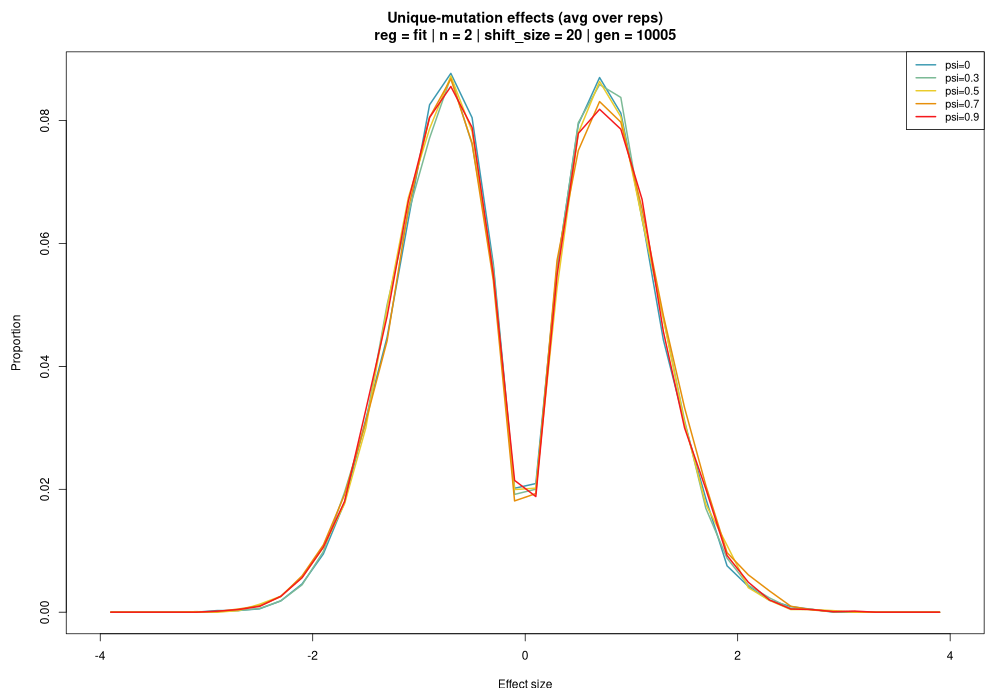 Unique-mutation effects (avg over reps)
reg = fit | n = 2 | shift_size = 20 | gen = 10005
psi=0
psi=0.3
psi=0.5
psi=0.7
psi=0.9
Proportion
0.08
0.06
0.04
0.02
0.00
-4
-2
0
2
4
Effect size